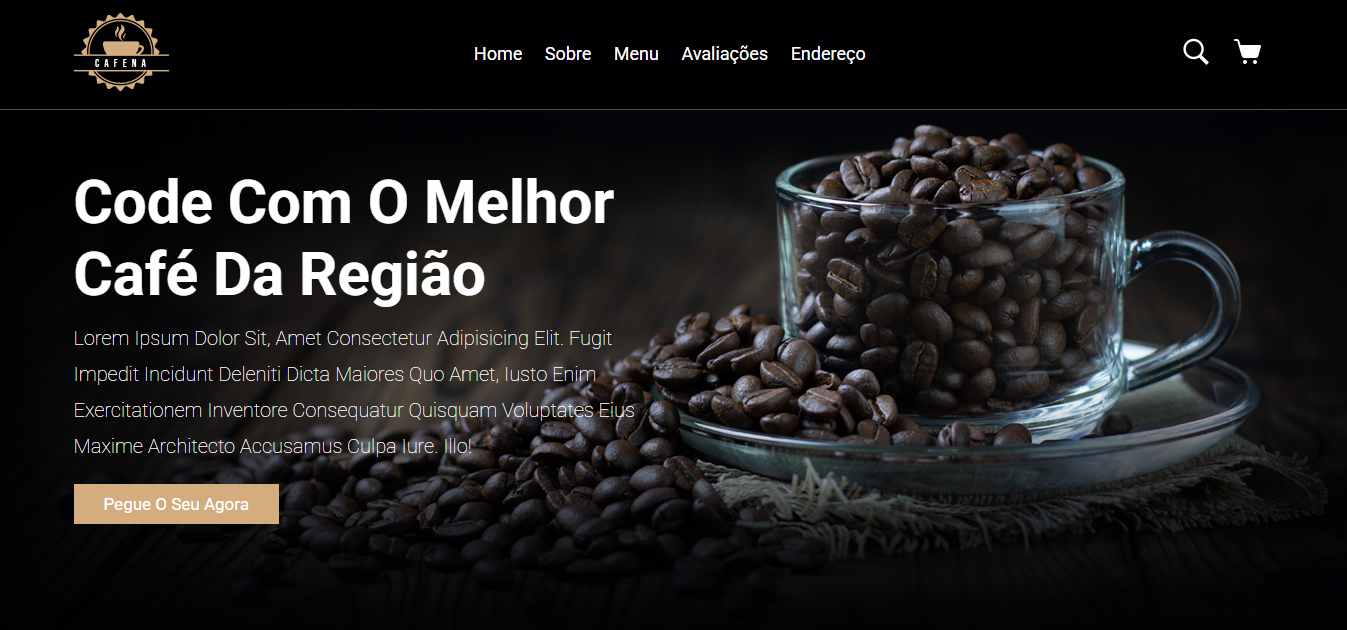 CAFENA
Home Sobre Menu Avaliações Endereço
Code Com O Melhor
Café Da Região
Lorem Ipsum Dolor Sit, Amet Consectetur Adipisicing Elit. Fugit
Impedit Incidunt Deleniti Dicta Maiores Quo Amet, Iusto Enim
Exercitationem Inventore Consequatur Quisquam Voluptates Eius
Maxime Architecto Accusamus Culpa Iure. Illo!
Pegue O Seu Agora